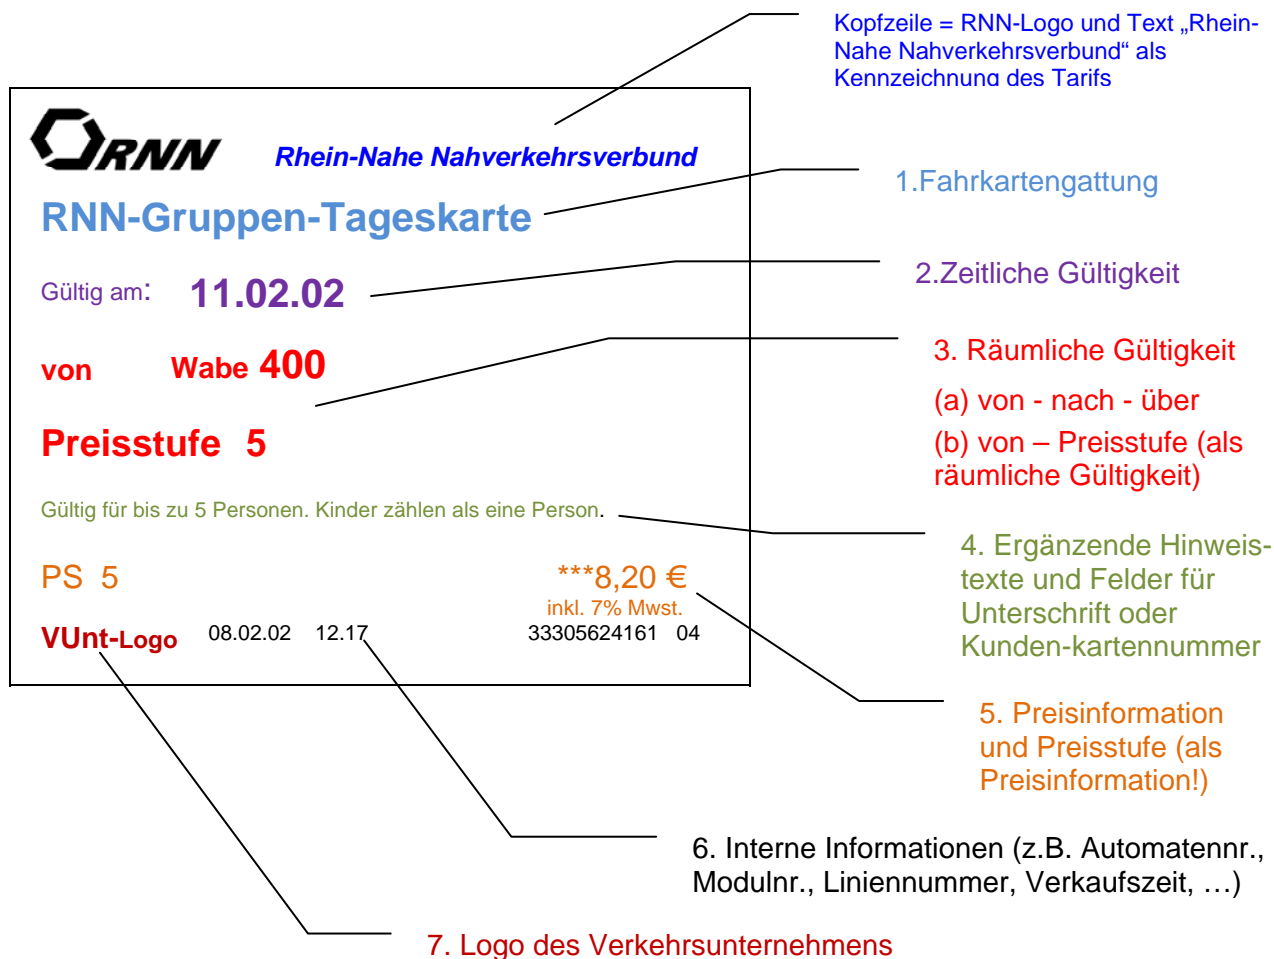 Kopfzeile = RNN-Logo und Text „Rhein-
Nahe Nahverkehrsverbund“ als
Kennzeichnung des Tarifs
RNN
Rhein-Nahe Nahverkehrsverbund
1.Fahrkartengattung
RNN-Gruppen-Tageskarte
2.Zeitliche Gültigkeit
Gültig am: 11.02.02
3. Räumliche Gültigkeit
(a) von - nach - über
(b) von – Preisstufe (als
räumliche Gültigkeit)
von Wabe 400
Preisstufe 5
Gültig für bis zu 5 Personen. Kinder zählen als eine Person.
4. Ergänzende Hinweis-
texte und Felder für
Unterschrift oder
Kunden-kartennummer
PS 5 ***8,20 €
inkl. 7% Mwst.
VUnt-Logo 08.02.02 12.17 33305624161 04
5. Preisinformation
und Preisstufe (als
Preisinformation!)
6. Interne Informationen (z.B. Automatennr.,
Modulnr., Liniennummer, Verkaufszeit, …)
7. Logo des Verkehrsunternehmens